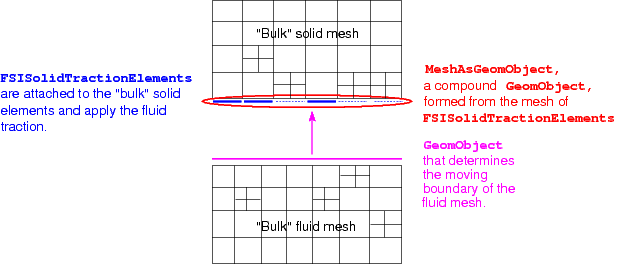 "Bulk" solid mesh
FSISolidTractionElements
are attached to the "bulk" solid
elements and apply the fluid
traction.
MeshAsGeomObject,
a compound GeomObject,
formed from the mesh of
FSISolidTractionElements
GeomObject
that determines
the moving
boundary of the
fluid mesh.
"Bulk" fluid mesh